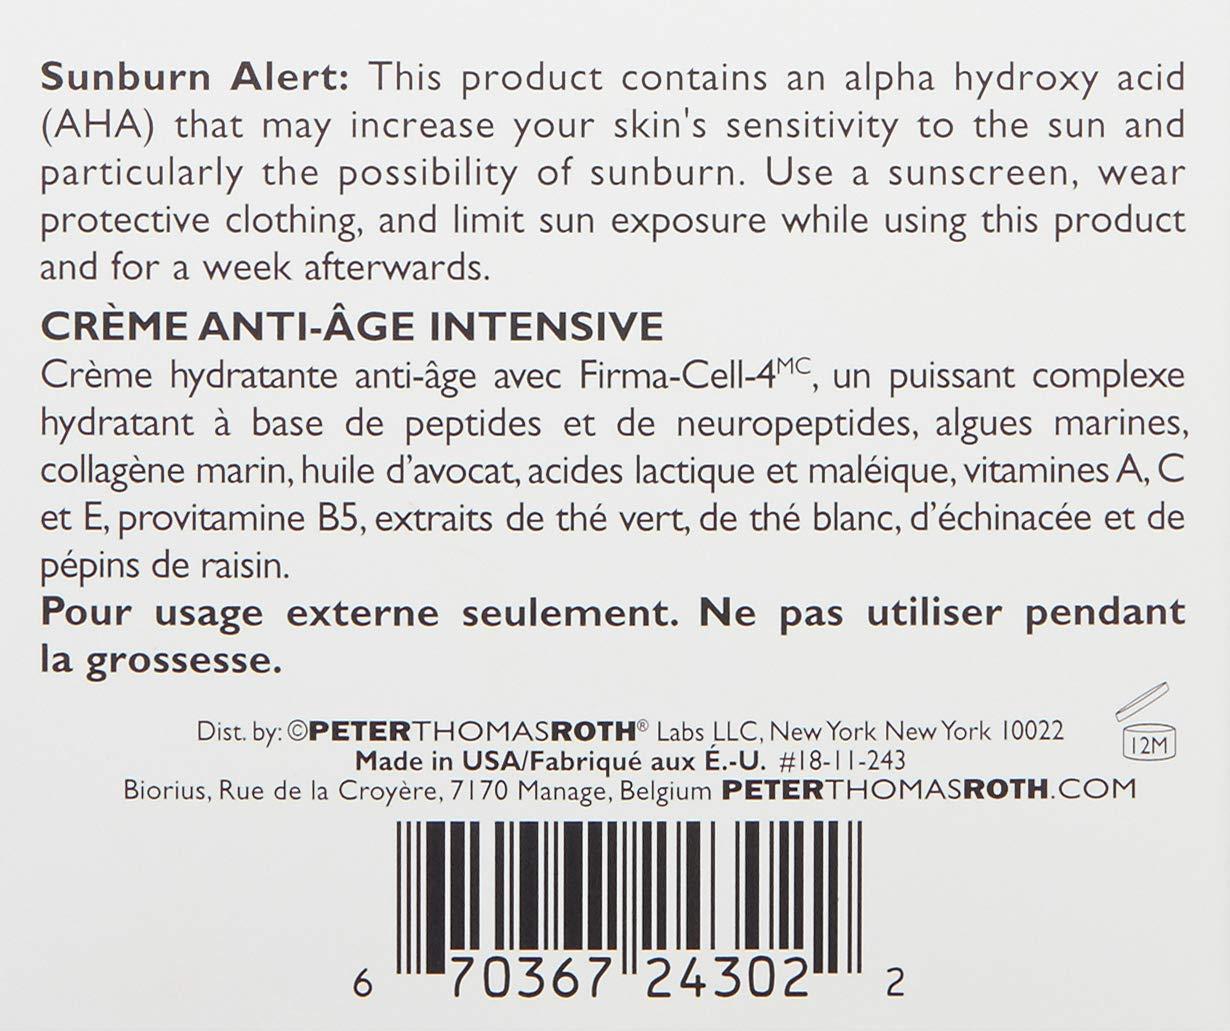 Sunburn Alert: This product contains an alpha hydroxy acid
(AHA) that may increase your skin's sensitivity to the sun and
particularly the possibility of sunburn. Use a sunscreen, wear
protective clothing, and limit sun exposure while using this product
and for a week afterwards.
CRÈME ANTI-ÂGE INTENSIVE
Crème hydratante anti-âge avec Firma-Cell-4ᴹᶜ, un puissant complexe
hydratant à base de peptides et de neuropeptides, algues marines,
collagène marin, huile d'avocat, acides lactique et maléique, vitamines A, C
et E, provitamine B5, extraits de thé vert, de thé blanc, d'échinacée et de
pépins de raisin.
Pour usage externe seulement. Ne pas utiliser pendant
la grossesse.
Dist. by: ©PETERTHOMASROTH® Labs LLC, New York New York 10022
12M
Made in USA/Fabriqué aux É.-U. #18-11-243
Biorius, Rue de la Croyère, 7170 Manage, Belgium PETERTHOMASROTH.COM
6 70367 24302 2